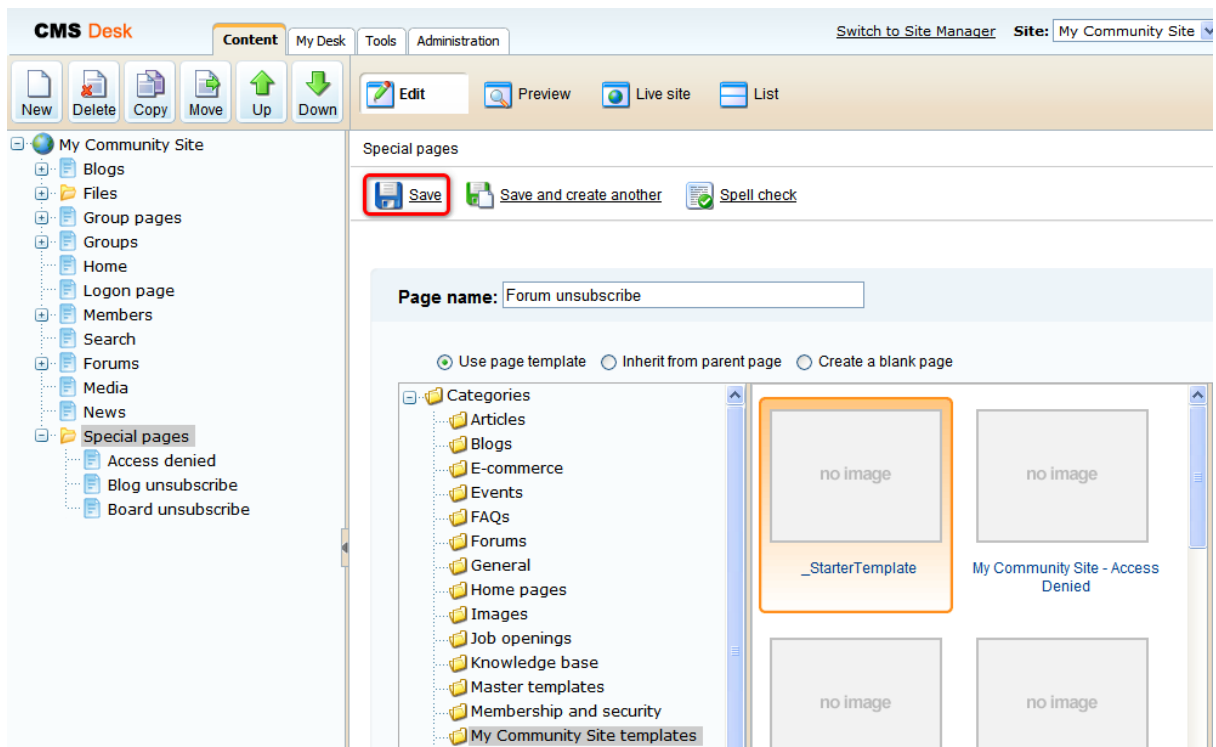 CMS Desk
Content
My Desk
Tools
Administration
Switch to Site Manager
Site: My Community Site
New
Delete
Copy
Move
Up
Down
Edit
Preview
Live site
List
My Community Site
Blogs
Files
Group pages
Groups
Home
Logon page
Members
Search
Forums
Media
News
Special pages
Access denied
Blog unsubscribe
Board unsubscribe
Special pages
Save
Save and create another
Spell check
Page name: Forum unsubscribe
Use page template
Inherit from parent page
Create a blank page
Categories
Articles
Blogs
E-commerce
Events
FAQs
Forums
General
Home pages
Images
Job openings
Knowledge base
Master templates
Membership and security
My Community Site templates
no image
_StarterTemplate
no image
My Community Site - Access
Denied
no image
no image